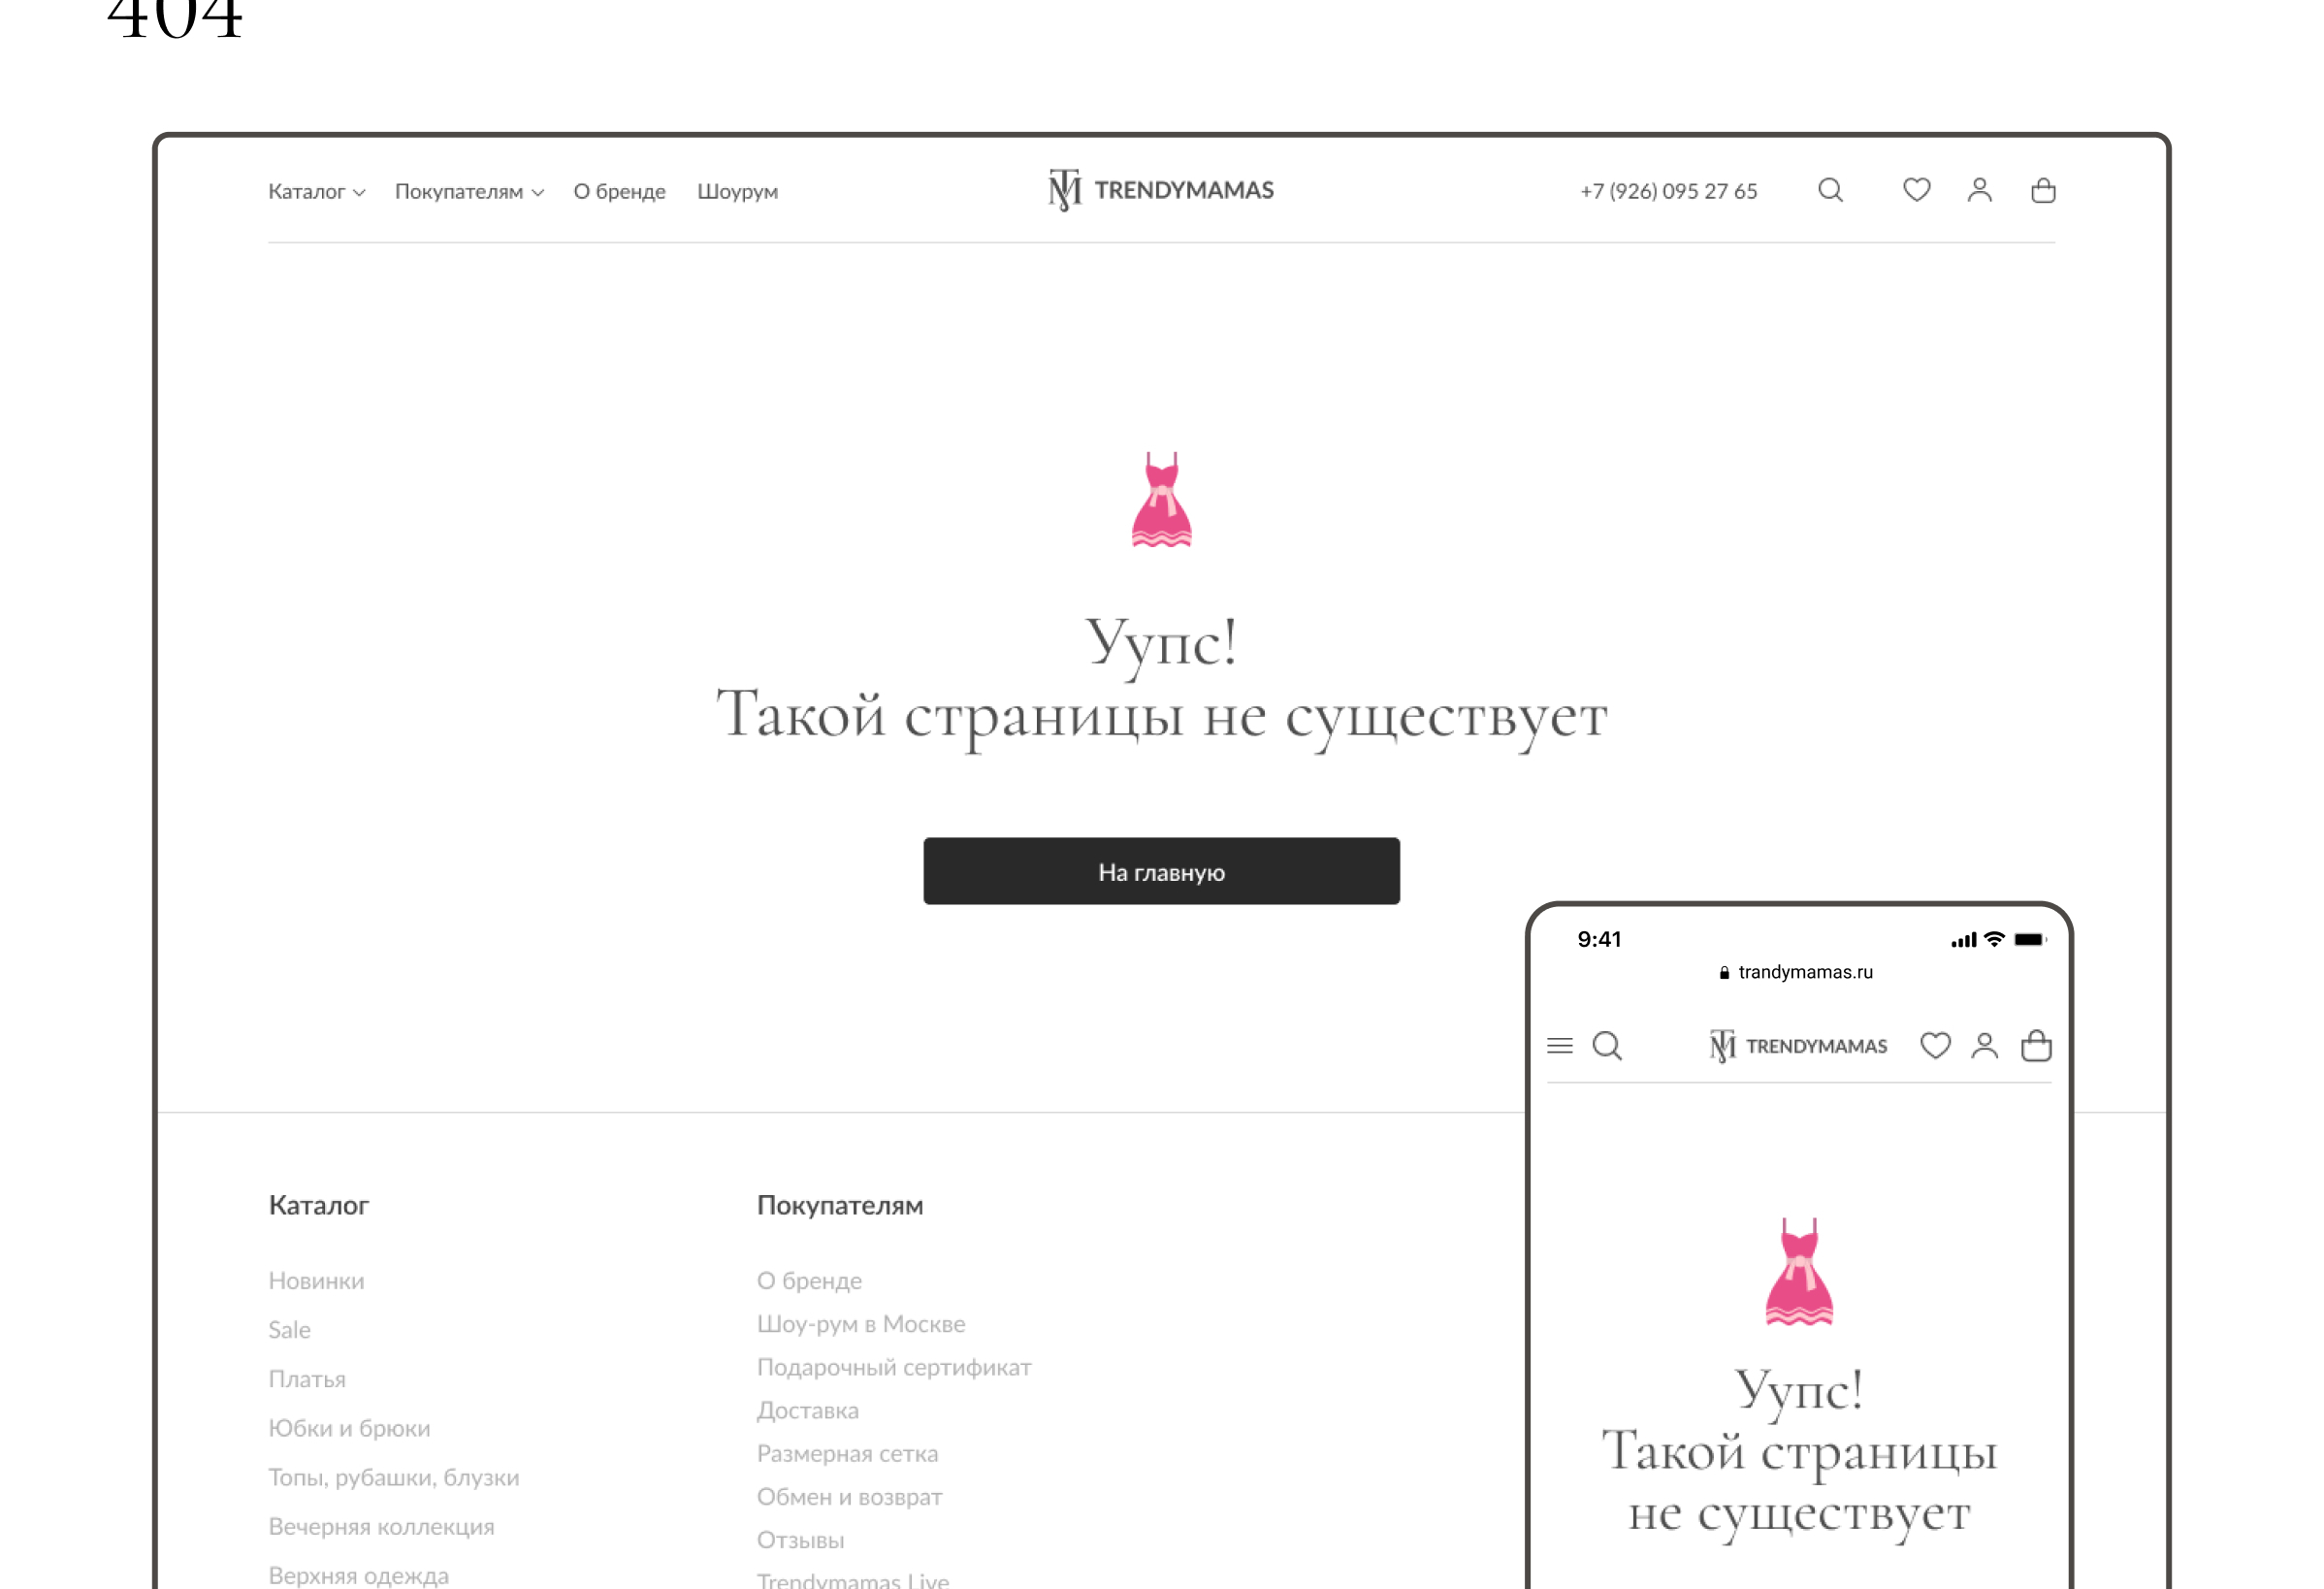 404
Каталог Покупателям О бренде Шоурум TM TRENDYMAMAS +7 (926) 095 27 65
Уупс!
Такой страницы не существует
На главную
Каталог
Новинки
Sale
Платья
Юбки и брюки
Топы, рубашки, блузки
Вечерняя коллекция
Верхняя одежда
Покупателям
О бренде
Шоу-рум в Москве
Подарочный сертификат
Доставка
Размерная сетка
Обмен и возврат
Отзывы
Trendymamas Live
9:41
trandymamas.ru
TM TRENDYMAMAS
Уупс!
Такой страницы
не существует